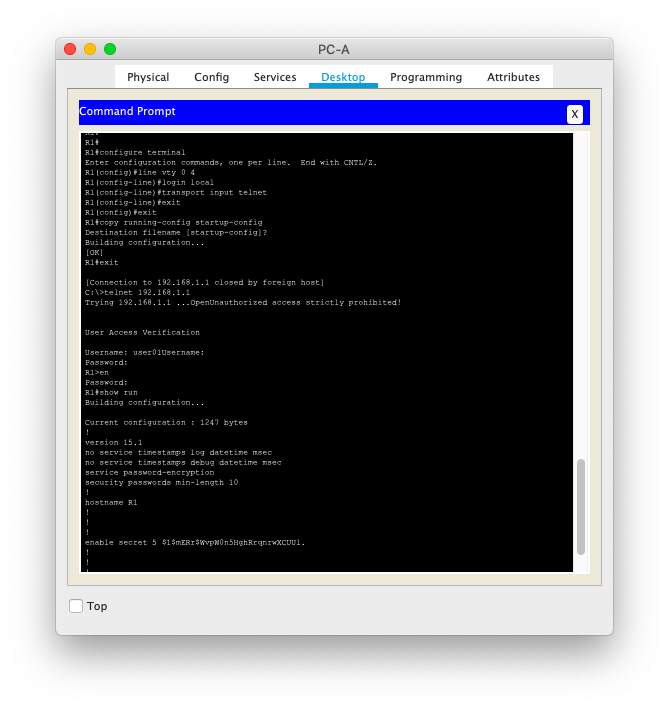 PC-A
Physical Config Services Desktop Programming Attributes
Command Prompt
X
R1#
R1#configure terminal
Enter configuration commands, one per line.  End with CNTL/Z.
R1(config)#line vty 0 4
R1(config-line)#login local
R1(config-line)#transport input telnet
R1(config-line)#exit
R1(config)#exit
R1#copy running-config startup-config
Destination filename [startup-config]?
Building configuration...
[OK]
R1#exit
[Connection to 192.168.1.1 closed by foreign host]
C:\>telnet 192.168.1.1
Trying 192.168.1.1 ...OpenUnauthorized access strictly prohibited!
User Access Verification
Username: user01Username:
Password:
R1>en
Password:
R1#show run
Building configuration...
Current configuration : 1247 bytes
!
version 15.1
no service timestamps log datetime msec
no service timestamps debug datetime msec
service password-encryption
security passwords min-length 10
!
hostname R1
!
!
!
enable secret 5 $1$mERr$WvpW0n5HghRrqnrwXCUUl.
!
!
!
Top